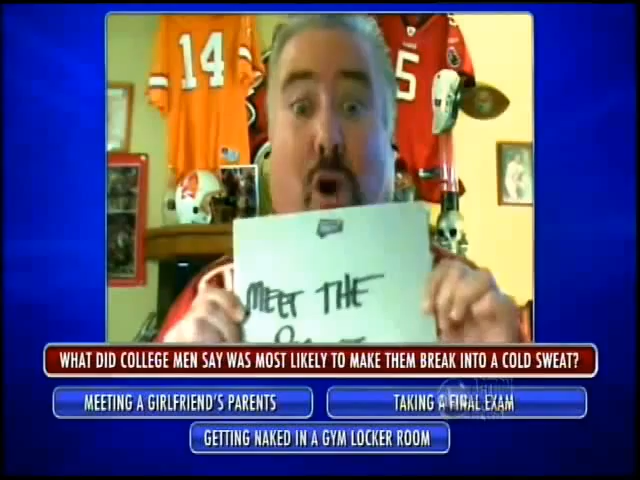 14
5
MEET THE
WHAT DID COLLEGE MEN SAY WAS MOST LIKELY TO MAKE THEM BREAK INTO A COLD SWEAT?
MEETING A GIRLFRIEND'S PARENTS
TAKING A FINAL EXAM
GETTING NAKED IN A GYM LOCKER ROOM